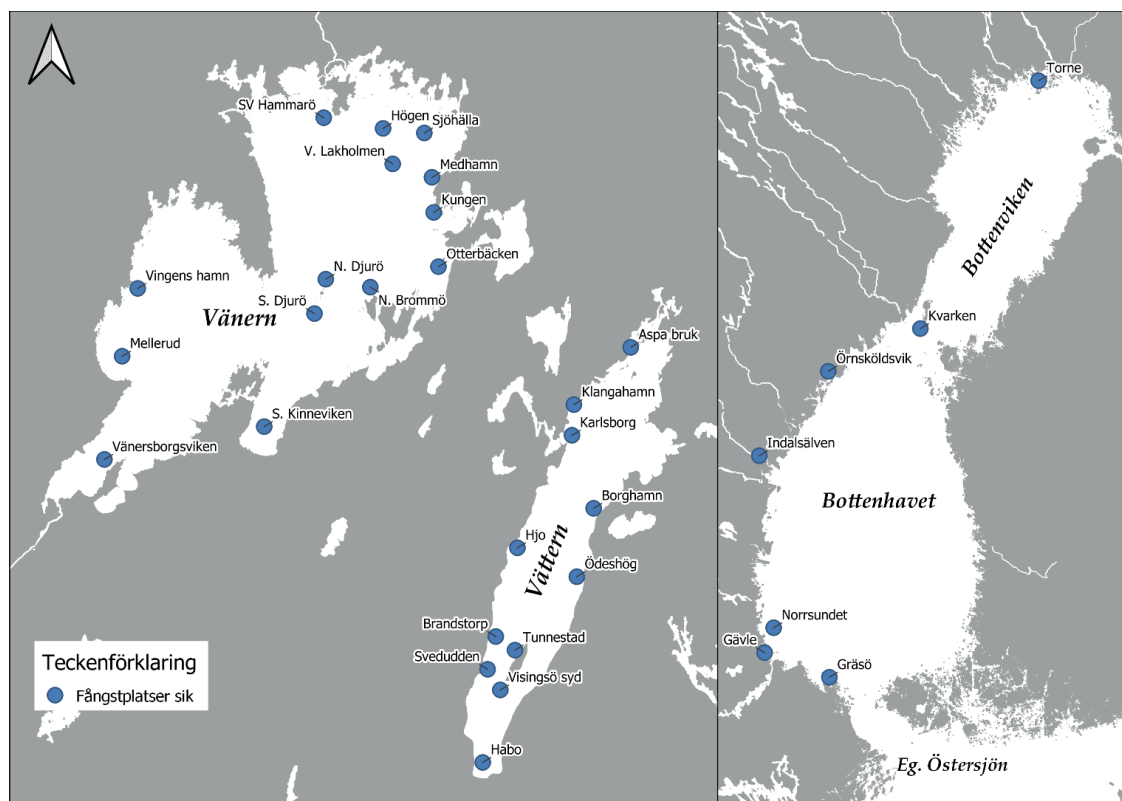 SV Hammarö
Högen
Sjöhälla
V. Lakholmen
Medhamn
Kungen
Otterbäcken
N. Djurö
Vingens hamn
N. Brommö
S. Djurö
Vänern
Mellerud
S. Kinneviken
Vänersborgsviken
Aspa bruk
Klangahamn
Karlsborg
Borghamn
Hjo
Vättern
Ödeshög
Brandstorp
Tunnestad
Svedudden
Visingsö syd
Habo
Teckenförklaring
Fångstplatser sik
Torne
Bottenviken
Kvarken
Örnsköldsvik
Indalsälven
Bottenhavet
Norrsundet
Gävle
Gräsö
Eg. Östersjön